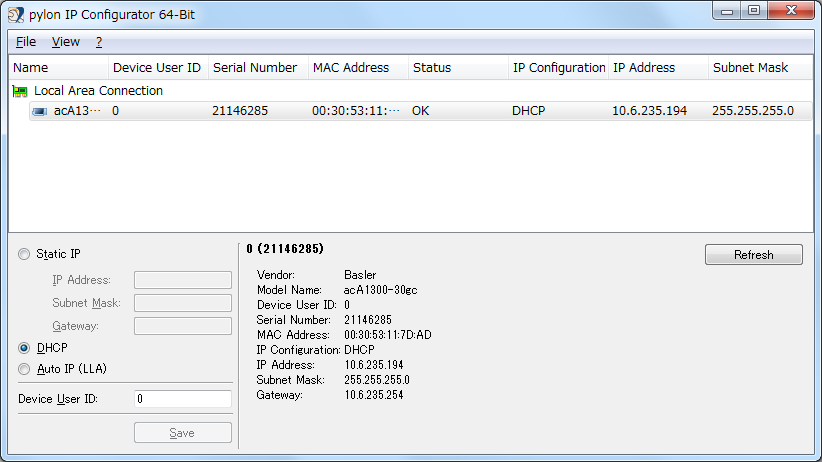 pylon IP Configurator 64-Bit
File View ?
Name Device User ID Serial Number MAC Address Status IP Configuration IP Address Subnet Mask
Local Area Connection
acA13⋯ 0 21146285 00:30:53:11:⋯ OK DHCP 10.6.235.194 255.255.255.0
Static IP
IP Address:
Subnet Mask:
Gateway:
DHCP
Auto IP (LLA)
Device User ID: 0
Save
0 (21146285)
Vendor: Basler
Model Name: acA1300-30gc
Device User ID: 0
Serial Number: 21146285
MAC Address: 00:30:53:11:7D:AD
IP Configuration: DHCP
IP Address: 10.6.235.194
Subnet Mask: 255.255.255.0
Gateway: 10.6.235.254
Refresh